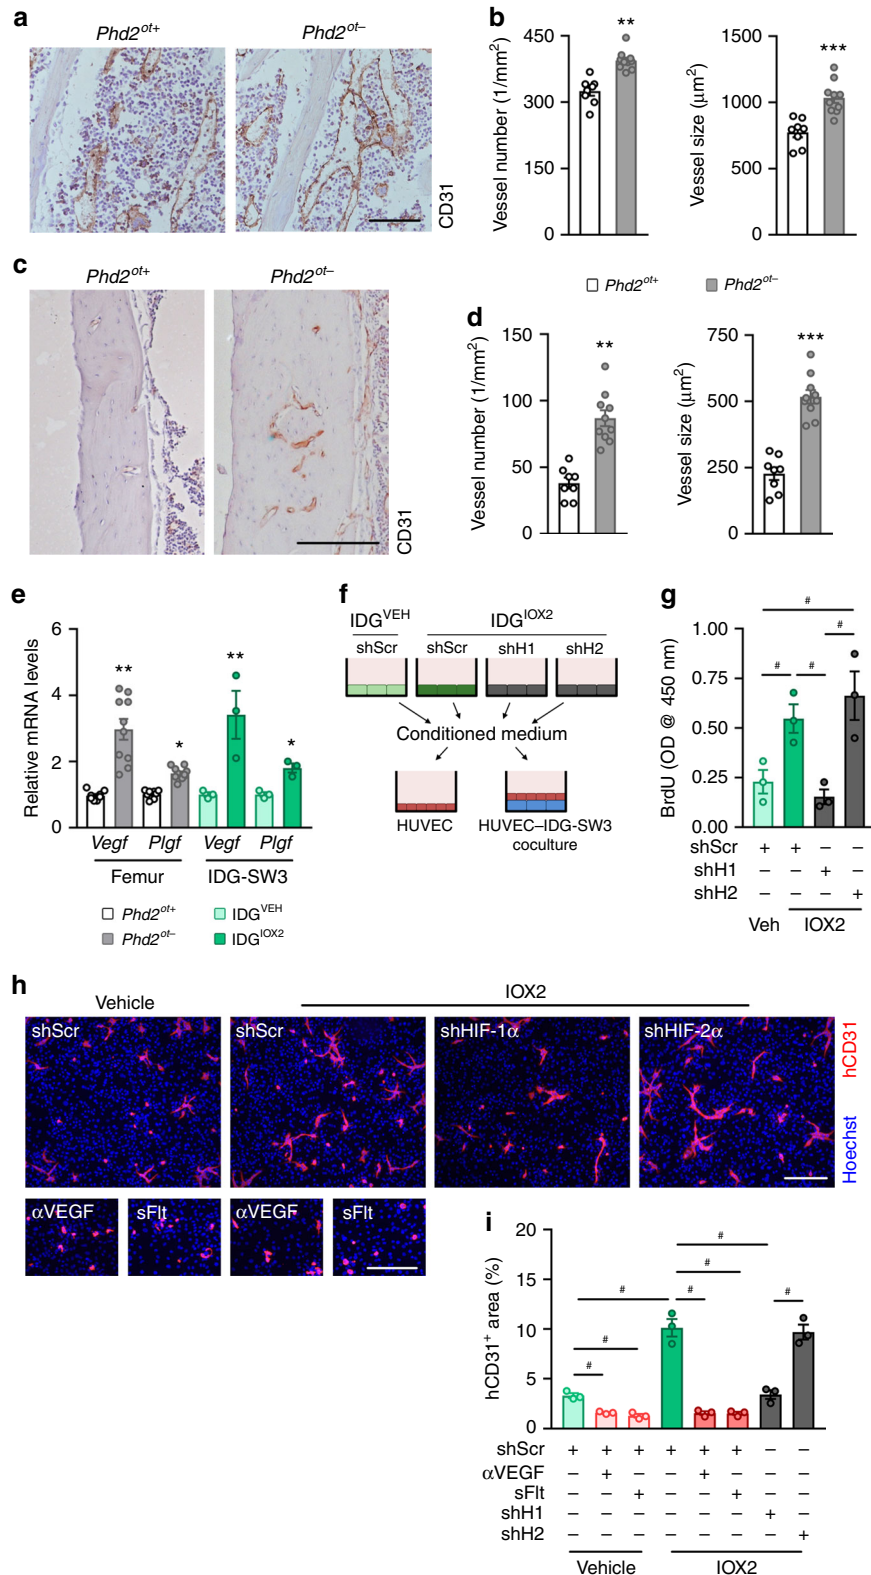 a
Phd2ot+
Phd2ot–
CD31
b
Vessel number (1/mm2)
450
300
150
0
**
Vessel size (μm2)
1500
1000
500
0
***
Phd2ot+
Phd2ot–
c
Phd2ot+
Phd2ot–
CD31
d
Vessel number (1/mm2)
150
100
50
0
**
Vessel size (μm2)
750
500
250
0
***
e
Relative mRNA levels
6
4
2
0
**
*
**
*
Vegf Plgf Vegf Plgf
Femur IDG-SW3
Phd2ot+
Phd2ot–
IDGVEH
IDGIOX2
f
IDGVEH IDGIOX2
shScr shScr shH1 shH2
Conditioned medium
HUVEC
HUVEC–IDG-SW3
coculture
g
BrdU (OD @ 450 nm)
1.00
0.75
0.50
0.25
0.00
#
#
# #
shScr + + – –
shH1 – – + –
shH2 – – – +
Veh IOX2
h
Vehicle
IOX2
shScr
shScr
shHIF-1α
shHIF-2α
hCD31
Hoechst
αVEGF
sFlt
αVEGF
sFlt
i
hCD31+ area (%)
20
15
10
5
0
#
#
# # #
#
#
shScr + + + + + + – –
αVEGF – + – – + – – –
sFlt – – + – – + – –
shH1 – – – – – – + –
shH2 – – – – – – – +
Vehicle IOX2